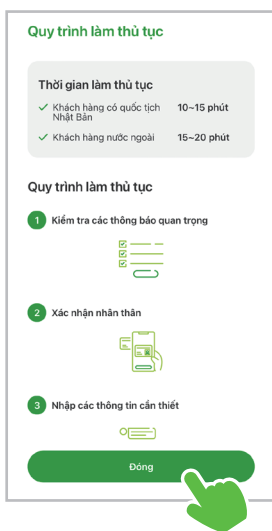 Quy trình làm thủ tục
Thời gian làm thủ tục
Khách hàng có quốc tịch Nhật Bản
10~15 phút
Khách hàng nước ngoài
15~20 phút
Quy trình làm thủ tục
1 Kiểm tra các thông báo quan trọng
2 Xác nhận nhân thân
3 Nhập các thông tin cần thiết
Đóng